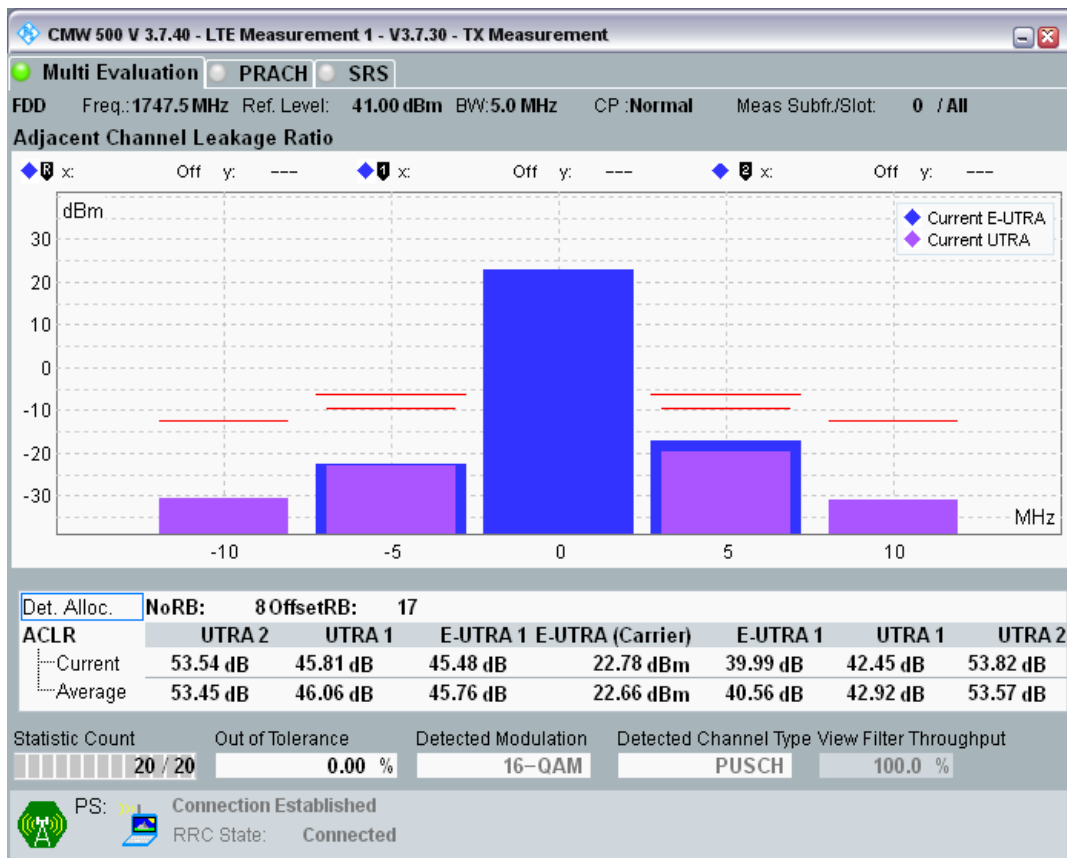 CMW 500 V 3.7.40 - LTE Measurement 1 - V3.7.30 - TX Measurement
Multi Evaluation PRACH SRS
FDD Freq.:1747.5 MHz Ref. Level: 41.00 dBm BW:5.0 MHz CP :Normal Meas Subfr./Slot: 0 / All
Adjacent Channel Leakage Ratio
R x: Off y: --- 1 x: Off y: --- 2 x: Off y: ---
dBm
Current E-UTRA
Current UTRA
30
20
10
0
-10
-20
-30
MHz
-10 -5 0 5 10
Det. Alloc. NoRB: 8 OffsetRB: 17
ACLR UTRA 2 UTRA 1 E-UTRA 1 E-UTRA (Carrier) E-UTRA 1 UTRA 1 UTRA 2
Current 53.54 dB 45.81 dB 45.48 dB 22.78 dBm 39.99 dB 42.45 dB 53.82 dB
Average 53.45 dB 46.06 dB 45.76 dB 22.66 dBm 40.56 dB 42.92 dB 53.57 dB
Statistic Count Out of Tolerance Detected Modulation Detected Channel Type View Filter Throughput
20 / 20 0.00 % 16-QAM PUSCH 100.0 %
PS: Connection Established
RRC State: Connected